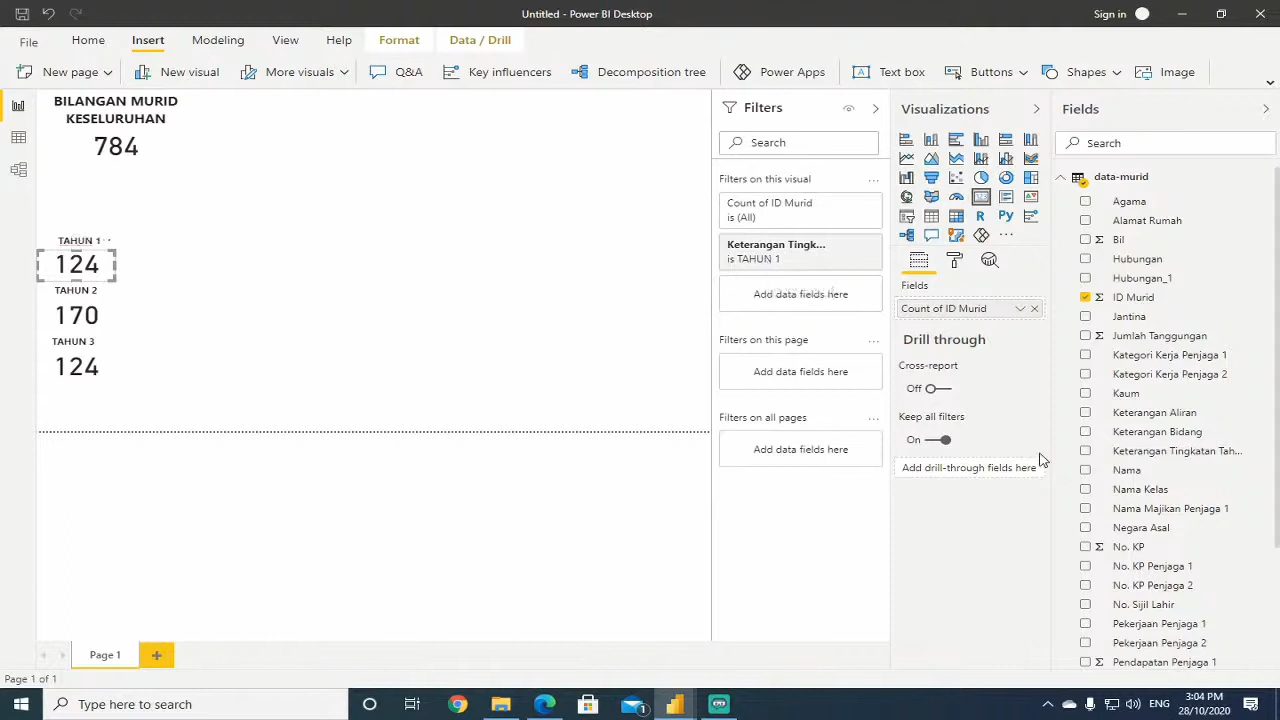 Untitled - Power BI Desktop
Sign in
File
Home
Insert
Modeling
View
Help
Format
Data / Drill
New page
New visual
More visuals
Q&A
Key influencers
Decomposition tree
Power Apps
Text box
Buttons
Shapes
Image
BILANGAN MURID
KESELURUHAN
784
TAHUN 1
124
TAHUN 2
170
TAHUN 3
124
Filters
Search
Filters on this visual
Count of ID Murid
is (All)
Keterangan Tingk...
is TAHUN 1
Add data fields here
Filters on this page
Add data fields here
Filters on all pages
Add data fields here
Visualizations
R
Py
Fields
Count of ID Murid
Drill through
Cross-report
Off
Keep all filters
On
Add drill-through fields here
Fields
Search
data-murid
Agama
Alamat Rumah
Σ Bil
Hubungan
Hubungan_1
Σ ID Murid
Jantina
Σ Jumlah Tanggungan
Kategori Kerja Penjaga 1
Kategori Kerja Penjaga 2
Kaum
Keterangan Aliran
Keterangan Bidang
Keterangan Tingkatan Tah...
Nama
Nama Kelas
Nama Majikan Penjaga 1
Negara Asal
Σ No. KP
No. KP Penjaga 1
No. KP Penjaga 2
No. Sijil Lahir
Pekerjaan Penjaga 1
Pekerjaan Penjaga 2
Σ Pendapatan Penjaga 1
Page 1
Page 1 of 1
Type here to search
1
ENG
3:04 PM
28/10/2020